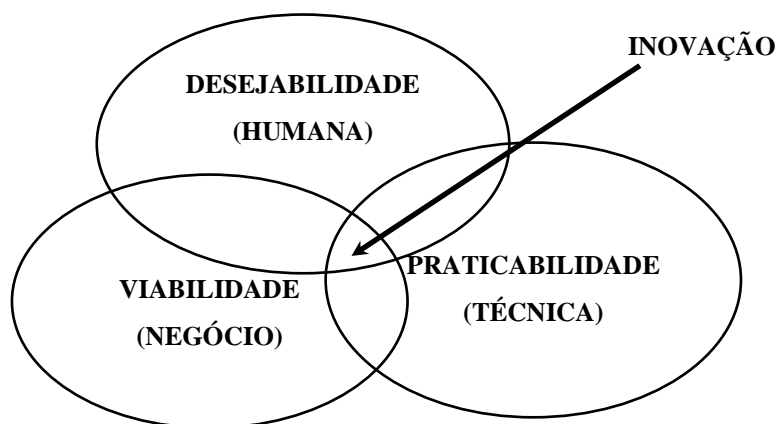 INOVAÇÃO
DESEJABILIDADE
(HUMANA)
PRATICABILIDADE
(TÉCNICA)
VIABILIDADE
(NEGÓCIO)